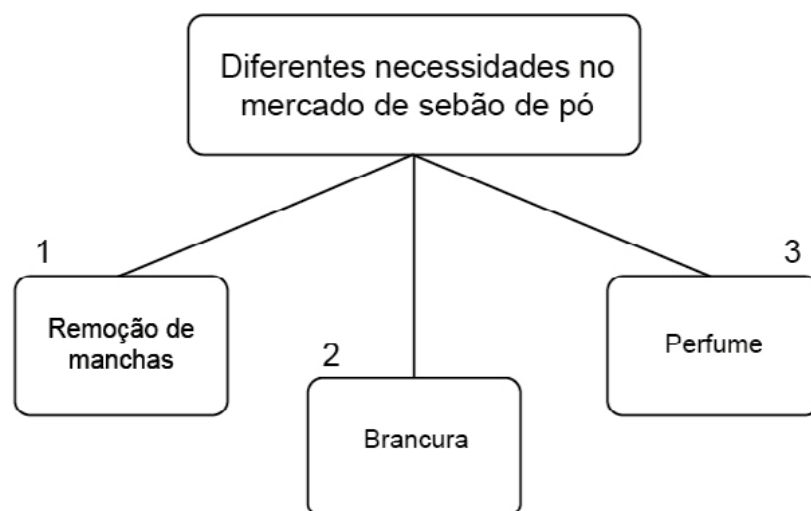 Diferentes necessidades no
mercado de sebão de pó
1
Remoção de
manchas
2
Brancura
3
Perfume